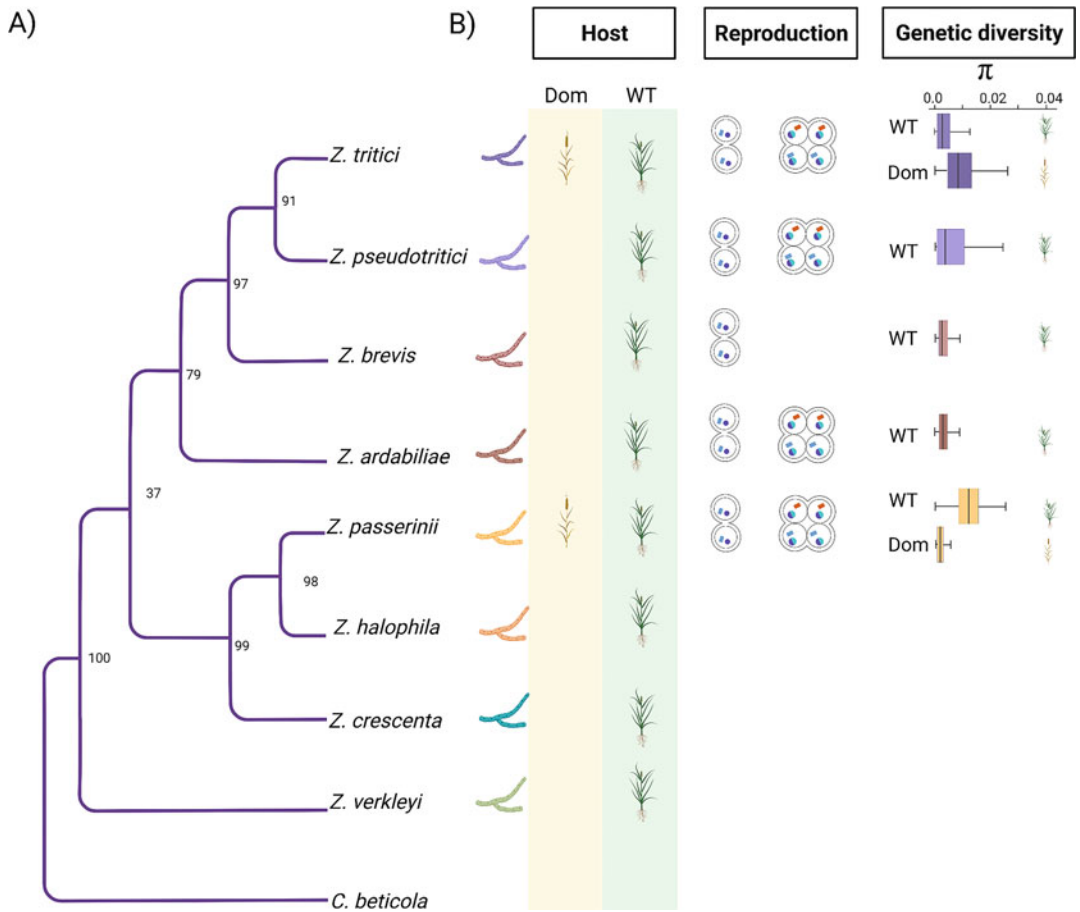 A)
B)
Host
Reproduction
Genetic diversity
π
Dom
WT
0.0
0.02
0.04
Z. tritici
WT
Dom
91
Z. pseudotritici
WT
97
Z. brevis
WT
79
Z. ardabiliae
WT
37
Z. passerinii
WT
Dom
98
Z. halophila
99
100
Z. crescenta
Z. verkleyi
C. beticola